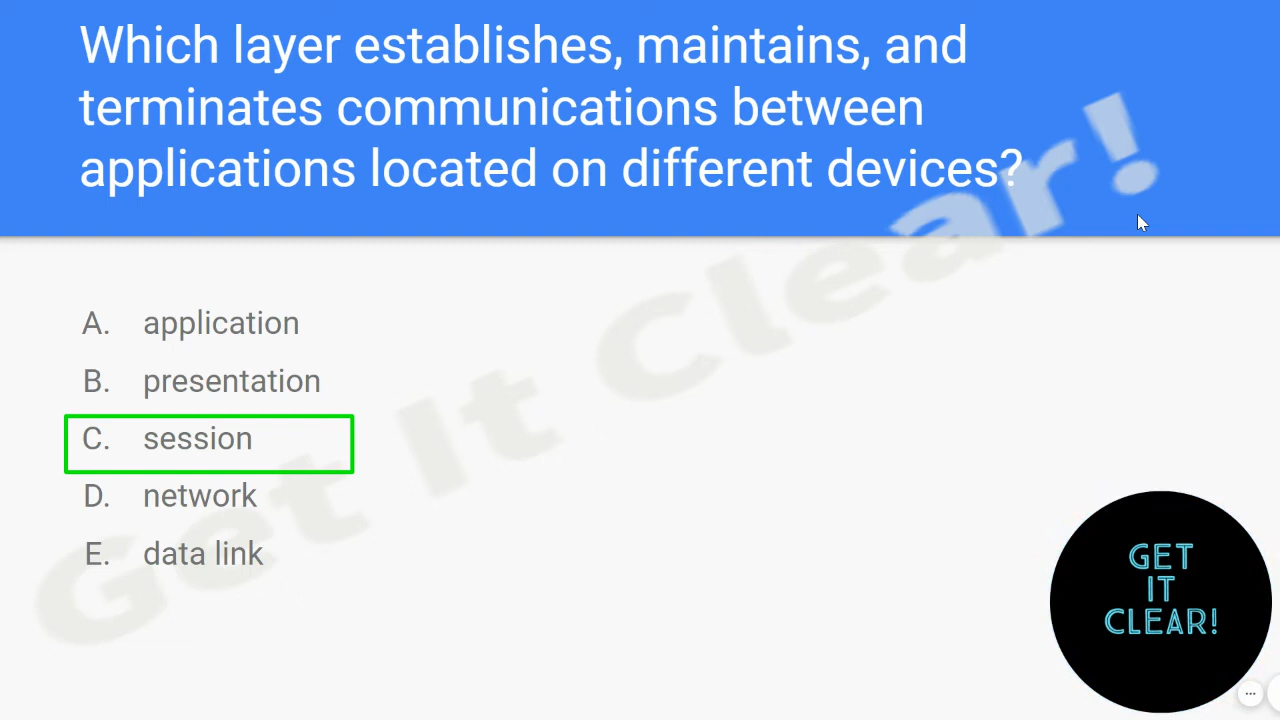 Which layer establishes, maintains, and
terminates communications between
applications located on different devices?
A. application
B. presentation
C. session
D. network
E. data link
Get It Clear!
GET
IT
CLEAR!